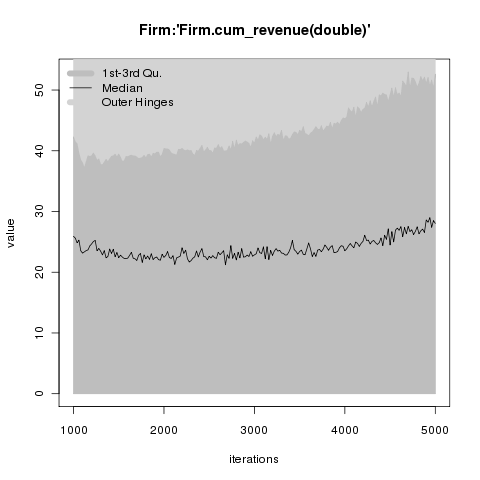 Firm:'Firm.cum_revenue(double)'
1st-3rd Qu.
Median
Outer Hinges
value
50
40
30
20
10
0
1000 2000 3000 4000 5000
iterations